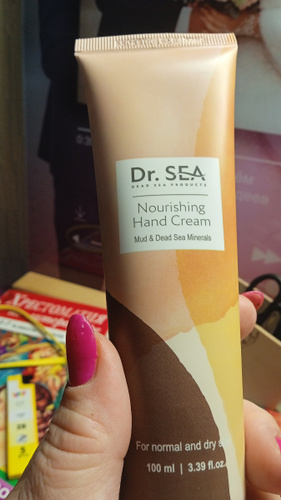 Dr. SEA
DEAD SEA PRODUCTS
Nourishing
Hand Cream
Mud & Dead Sea Minerals
For normal and dry s
100 ml | 3.39 fl.oz.
ХРЕСТОМАТИЯ